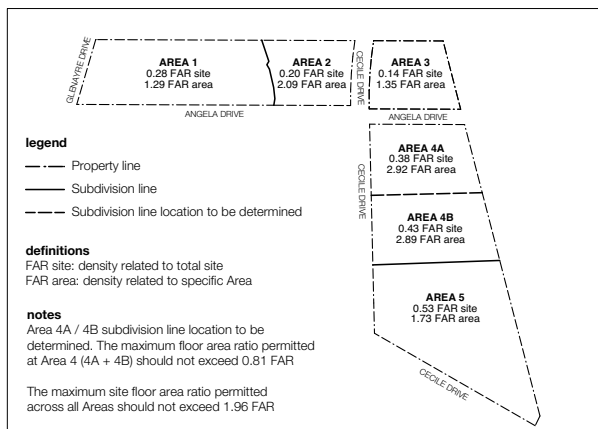 GLENAYRE DRIVE
AREA 1
0.28 FAR site
1.29 FAR area
AREA 2
0.20 FAR site
2.09 FAR area
CECILE DRIVE
AREA 3
0.14 FAR site
1.35 FAR area
ANGELA DRIVE
ANGELA DRIVE
CECILE DRIVE
AREA 4A
0.38 FAR site
2.92 FAR area
AREA 4B
0.43 FAR site
2.89 FAR area
AREA 5
0.53 FAR site
1.73 FAR area
CECILE DRIVE
legend
Property line
Subdivision line
Subdivision line location to be determined
definitions
FAR site: density related to total site
FAR area: density related to specific Area
notes
Area 4A / 4B subdivision line location to be
determined. The maximum floor area ratio permitted
at Area 4 (4A + 4B) should not exceed 0.81 FAR
The maximum site floor area ratio permitted
across all Areas should not exceed 1.96 FAR